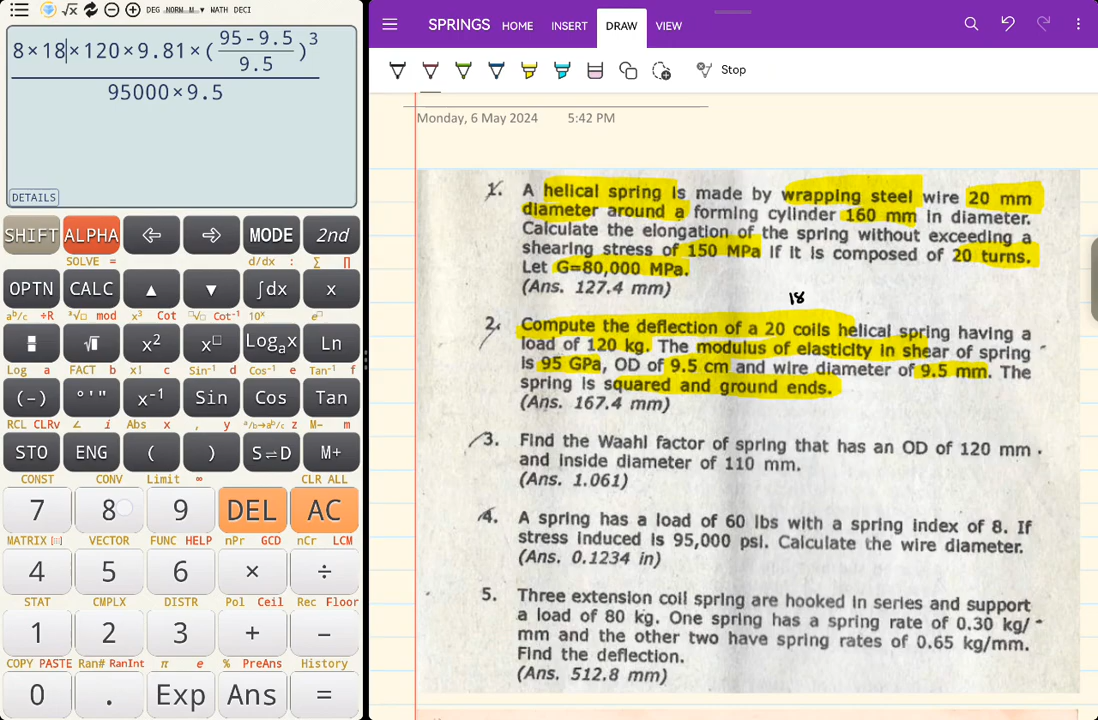 DEG NORM M ▾ MATH DECI
8×18×120×9.81×(95-9.5/9.5)³
95000×9.5
DETAILS
SHIFT ALPHA MODE 2nd
SOLVE = d/dx : ∑ ∏
OPTN CALC ▲ ▼ ∫dx x
a b/c ÷R ³√□ mod x³ Cot □√□ Cot⁻¹ 10ˣ e□
√ x² x□ Logₐx Ln
Log a FACT b x! c Sin⁻¹ d Cos⁻¹ e Tan⁻¹ f
(−) °'" x⁻¹ Sin Cos Tan
RCL CLRv ∠ i Abs x , y a b/c→d/c z M− m
STO ENG ( ) S⇌D M+
CONST CONV Limit ∞ CLR ALL
7 8 9 DEL AC
MATRIX VECTOR FUNC HELP nPr GCD nCr LCM
4 5 6 × ÷
STAT CMPLX DISTR Pol Ceil Rec Floor
1 2 3 + −
COPY PASTE Ran# RanInt π e % PreAns History
0 . Exp Ans =
SPRINGS HOME INSERT DRAW VIEW
Stop
Monday, 6 May 2024 5:42 PM
1. A helical spring is made by wrapping steel wire 20 mm
diameter around a forming cylinder 160 mm in diameter.
Calculate the elongation of the spring without exceeding a
shearing stress of 150 MPa if it is composed of 20 turns.
Let G=80,000 MPa.
(Ans. 127.4 mm)
18
2. Compute the deflection of a 20 coils helical spring having a
load of 120 kg. The modulus of elasticity in shear of spring
is 95 GPa, OD of 9.5 cm and wire diameter of 9.5 mm. The
spring is squared and ground ends.
(Ans. 167.4 mm)
3. Find the Waahl factor of spring that has an OD of 120 mm
and inside diameter of 110 mm.
(Ans. 1.061)
4. A spring has a load of 60 lbs with a spring index of 8. If
stress induced is 95,000 psi. Calculate the wire diameter.
(Ans. 0.1234 in)
5. Three extension coil spring are hooked in series and support
a load of 80 kg. One spring has a spring rate of 0.30 kg/
mm and the other two have spring rates of 0.65 kg/mm.
Find the deflection.
(Ans. 512.8 mm)